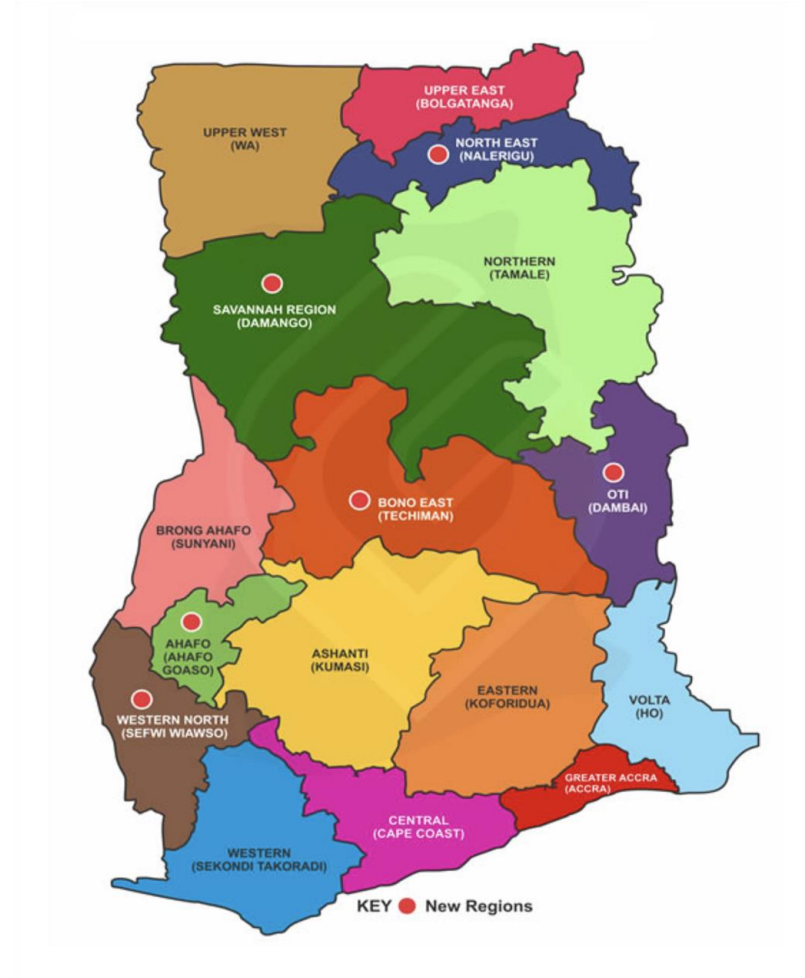 UPPER EAST
(BOLGATANGA)
UPPER WEST
(WA)
NORTH EAST
(NALERIGU)
NORTHERN
(TAMALE)
SAVANNAH REGION
(DAMANGO)
BONO EAST
(TECHIMAN)
OTI
(DAMBAI)
BRONG AHAFO
(SUNYANI)
AHAFO
(AHAFO
GOASO)
ASHANTI
(KUMASI)
EASTERN
(KOFORIDUA)
VOLTA
(HO)
WESTERN NORTH
(SEFWI WIAWSO)
GREATER ACCRA
(ACCRA)
CENTRAL
(CAPE COAST)
WESTERN
(SEKONDI TAKORADI)
KEY New Regions